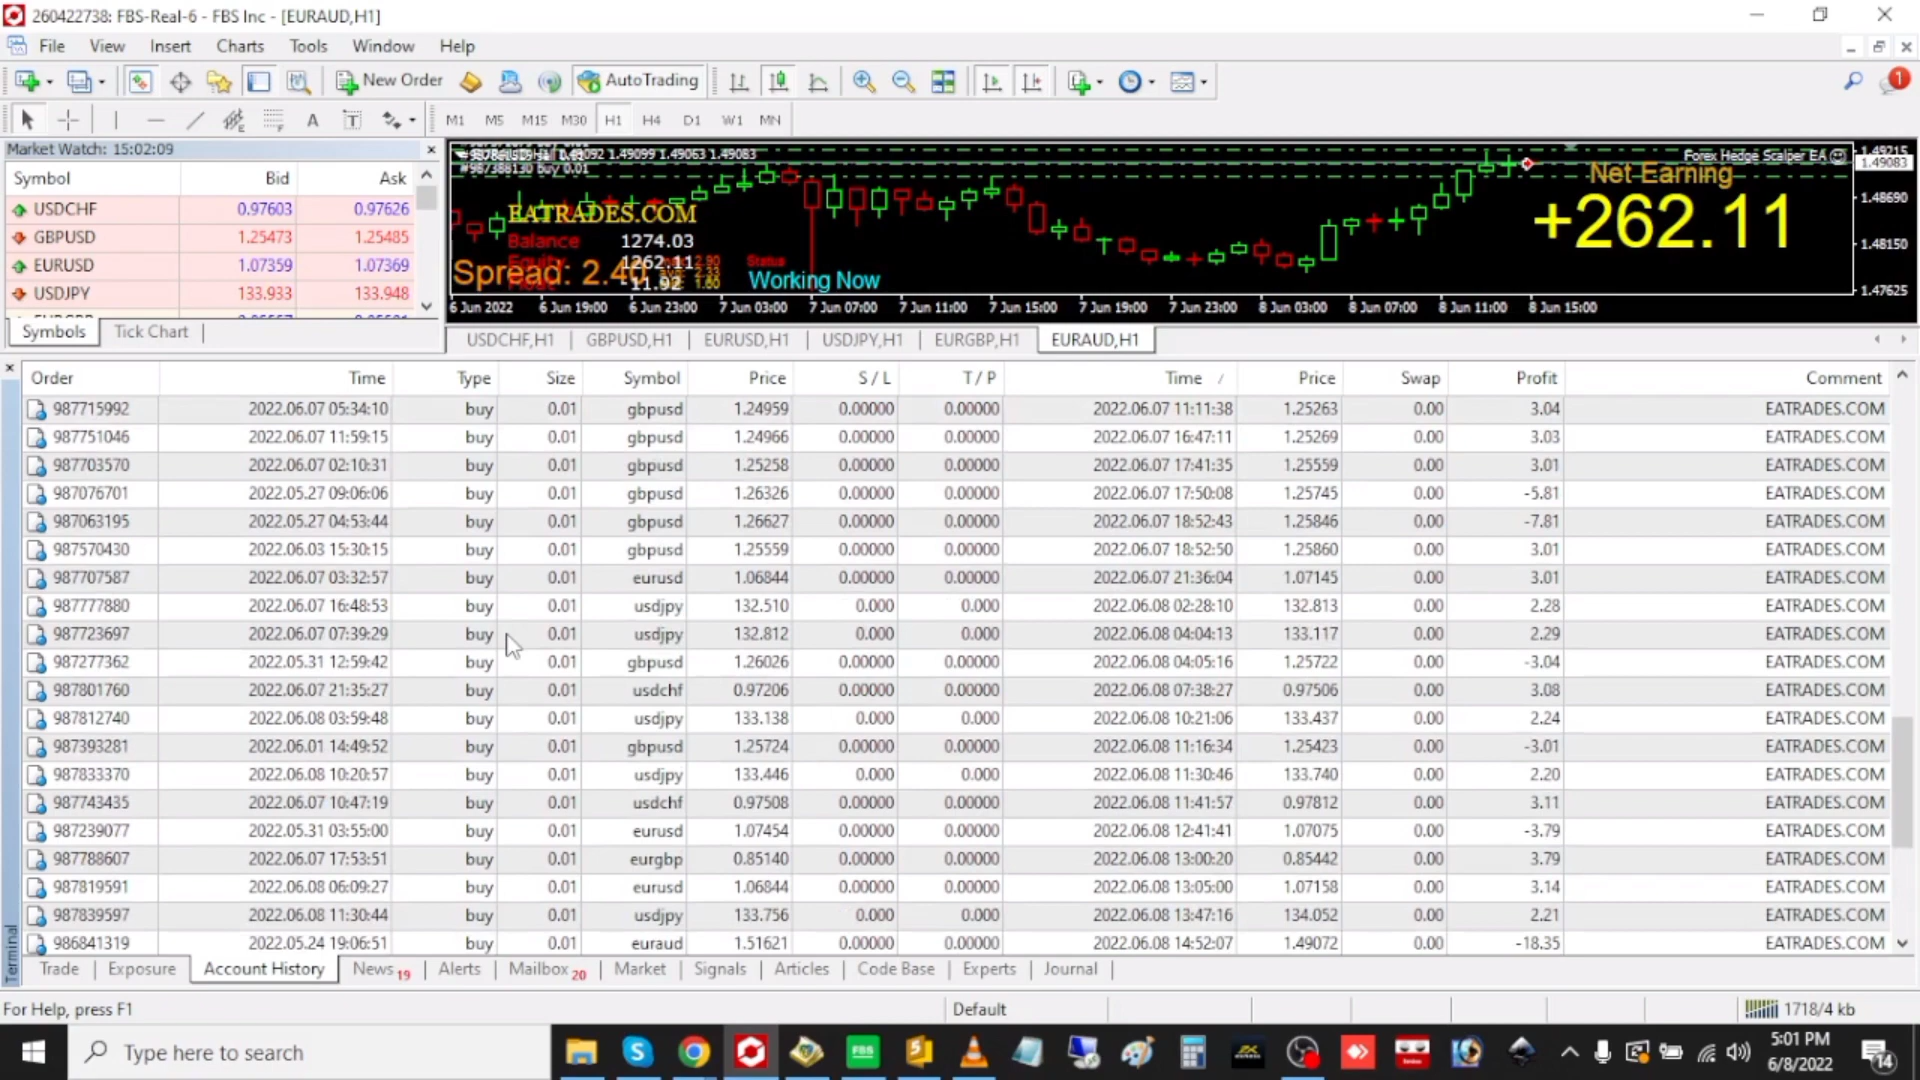 260422738: FBS-Real-6 - FBS Inc - [EURAUD,H1]
File View Insert Charts Tools Window Help
New Order AutoTrading 1
A T M1 M5 M15 M30 H1 H4 D1 W1 MN
Market Watch: 15:02:09
Symbol Bid Ask
USDCHF 0.97603 0.97626
GBPUSD 1.25473 1.25485
EURUSD 1.07359 1.07369
USDJPY 133.933 133.948
Symbols Tick Chart
1.49099 1.49063 1.49083
#987388130 buy 0.01
Forex Hedge Scalper EA
Net Earning
+262.11
EATRADES.COM
Balance 1274.03
Equity 1262.11
Spread: 2.40
-11.92
Status
Working Now
1.49215
1.49083
1.48690
1.48150
1.47625
6 Jun 2022 6 Jun 19:00 6 Jun 23:00 7 Jun 03:00 7 Jun 07:00 7 Jun 11:00 7 Jun 15:00 7 Jun 19:00 7 Jun 23:00 8 Jun 03:00 8 Jun 07:00 8 Jun 11:00 8 Jun 15:00
USDCHF,H1 GBPUSD,H1 EURUSD,H1 USDJPY,H1 EURGBP,H1 EURAUD,H1
Order Time Type Size Symbol Price S / L T / P Time / Price Swap Profit Comment
987715992 2022.06.07 05:34:10 buy 0.01 gbpusd 1.24959 0.00000 0.00000 2022.06.07 11:11:38 1.25263 0.00 3.04 EATRADES.COM
987751046 2022.06.07 11:59:15 buy 0.01 gbpusd 1.24966 0.00000 0.00000 2022.06.07 16:47:11 1.25269 0.00 3.03 EATRADES.COM
987703570 2022.06.07 02:10:31 buy 0.01 gbpusd 1.25258 0.00000 0.00000 2022.06.07 17:41:35 1.25559 0.00 3.01 EATRADES.COM
987076701 2022.05.27 09:06:06 buy 0.01 gbpusd 1.26326 0.00000 0.00000 2022.06.07 17:50:08 1.25745 0.00 -5.81 EATRADES.COM
987063195 2022.05.27 04:53:44 buy 0.01 gbpusd 1.26627 0.00000 0.00000 2022.06.07 18:52:43 1.25846 0.00 -7.81 EATRADES.COM
987570430 2022.06.03 15:30:15 buy 0.01 gbpusd 1.25559 0.00000 0.00000 2022.06.07 18:52:50 1.25860 0.00 3.01 EATRADES.COM
987707587 2022.06.07 03:32:57 buy 0.01 eurusd 1.06844 0.00000 0.00000 2022.06.07 21:36:04 1.07145 0.00 3.01 EATRADES.COM
987777880 2022.06.07 16:48:53 buy 0.01 usdjpy 132.510 0.000 0.000 2022.06.08 02:28:10 132.813 0.00 2.28 EATRADES.COM
987723697 2022.06.07 07:39:29 buy 0.01 usdjpy 132.812 0.000 0.000 2022.06.08 04:04:13 133.117 0.00 2.29 EATRADES.COM
987277362 2022.05.31 12:59:42 buy 0.01 gbpusd 1.26026 0.00000 0.00000 2022.06.08 04:05:16 1.25722 0.00 -3.04 EATRADES.COM
987801760 2022.06.07 21:35:27 buy 0.01 usdchf 0.97206 0.00000 0.00000 2022.06.08 07:38:27 0.97506 0.00 3.08 EATRADES.COM
987812740 2022.06.08 03:59:48 buy 0.01 usdjpy 133.138 0.000 0.000 2022.06.08 10:21:06 133.437 0.00 2.24 EATRADES.COM
987393281 2022.06.01 14:49:52 buy 0.01 gbpusd 1.25724 0.00000 0.00000 2022.06.08 11:16:34 1.25423 0.00 -3.01 EATRADES.COM
987833370 2022.06.08 10:20:57 buy 0.01 usdjpy 133.446 0.000 0.000 2022.06.08 11:30:46 133.740 0.00 2.20 EATRADES.COM
987743435 2022.06.07 10:47:19 buy 0.01 usdchf 0.97508 0.00000 0.00000 2022.06.08 11:41:57 0.97812 0.00 3.11 EATRADES.COM
987239077 2022.05.31 03:55:00 buy 0.01 eurusd 1.07454 0.00000 0.00000 2022.06.08 12:41:41 1.07075 0.00 -3.79 EATRADES.COM
987788607 2022.06.07 17:53:51 buy 0.01 eurgbp 0.85140 0.00000 0.00000 2022.06.08 13:00:20 0.85442 0.00 3.79 EATRADES.COM
987819591 2022.06.08 06:09:27 buy 0.01 eurusd 1.06844 0.00000 0.00000 2022.06.08 13:05:00 1.07158 0.00 3.14 EATRADES.COM
987839597 2022.06.08 11:30:44 buy 0.01 usdjpy 133.756 0.000 0.000 2022.06.08 13:47:16 134.052 0.00 2.21 EATRADES.COM
986841319 2022.05.24 19:06:51 buy 0.01 euraud 1.51621 0.00000 0.00000 2022.06.08 14:52:07 1.49072 0.00 -18.35 EATRADES.COM
Terminal
Trade Exposure Account History News 19 Alerts Mailbox 20 Market Signals Articles Code Base Experts Journal
For Help, press F1 Default 1718/4 kb
Type here to search
5:01 PM
6/8/2022
14